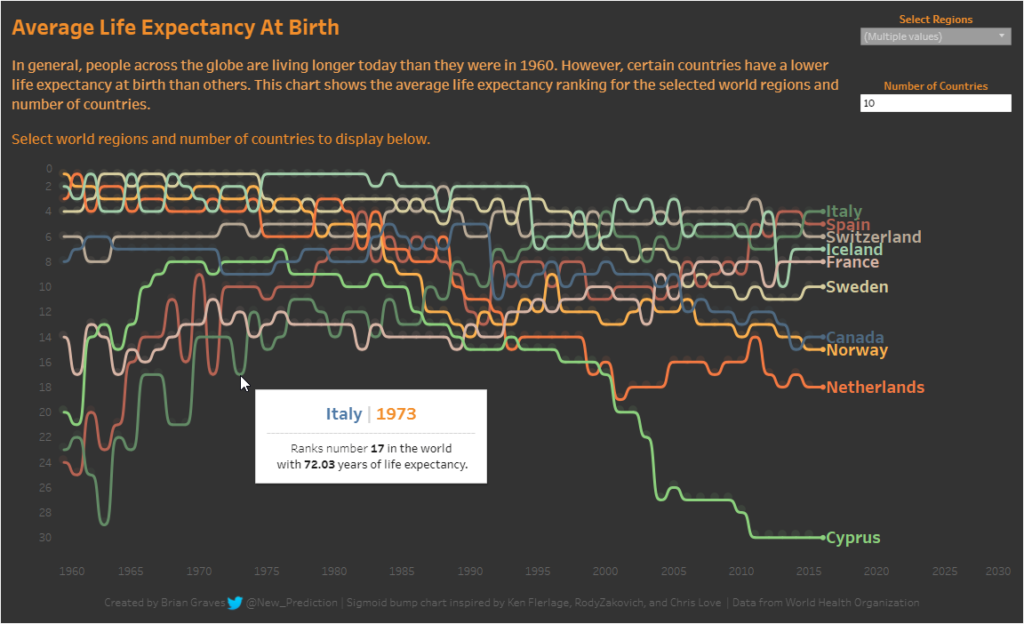 Average Life Expectancy At Birth
Select Regions
(Multiple values)
In general, people across the globe are living longer today than they were in 1960. However, certain countries have a lower
life expectancy at birth than others. This chart shows the average life expectancy ranking for the selected world regions and
number of countries.
Number of Countries
10
Select world regions and number of countries to display below.
0
2
4
6
8
10
12
14
16
18
20
22
24
26
28
30
Italy
Spain
Switzerland
Iceland
France
Sweden
Canada
Norway
Netherlands
Cyprus
Italy | 1973
Ranks number 17 in the world
with 72.03 years of life expectancy.
1960 1965 1970 1975 1980 1985 1990 1995 2000 2005 2010 2015 2020 2025 2030
Created by Brian Graves @New_Prediction | Sigmoid bump chart inspired by Ken Flerlage, RodyZakovich, and Chris Love | Data from World Health Organization